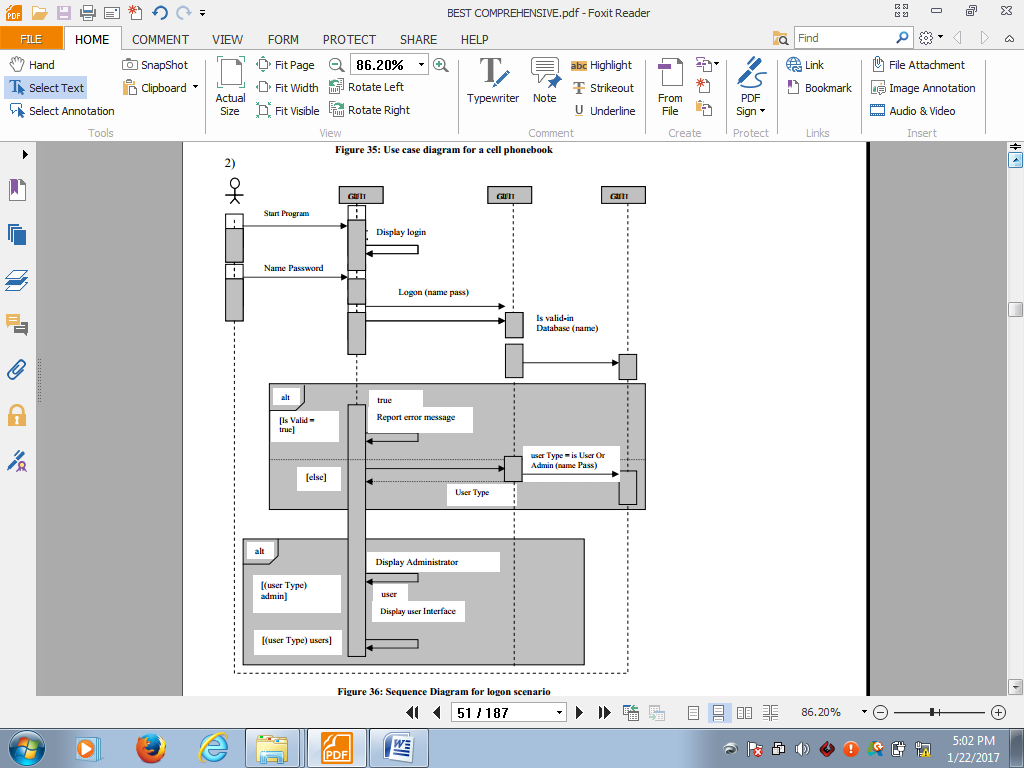 BEST COMPREHENSIVE.pdf - Foxit Reader
FILE HOME COMMENT VIEW FORM PROTECT SHARE HELP
Find
Hand
Select Text
Select Annotation
SnapShot
Clipboard
Tools
Actual
Size
Fit Page
Fit Width
Fit Visible
86.20%
Rotate Left
Rotate Right
View
Typewriter
Note
Highlight
Strikeout
Underline
Comment
From
File
Create
PDF
Sign
Protect
Link
Bookmark
Links
File Attachment
Image Annotation
Audio & Video
Insert
Figure 35: Use case diagram for a cell phonebook
2)
Start Program
Display login
Name Password
Logon (name pass)
Is valid-in
Database (name)
alt
true
Report error message
[Is Valid =
true]
user Type = is User Or
Admin (name Pass)
[else]
User Type
alt
Display Administrator
[(user Type)
admin]
user
Display user Interface
[(user Type) users]
Figure 36: Sequence Diagram for logon scenario
51 / 187
86.20%
5:02 PM
1/22/2017